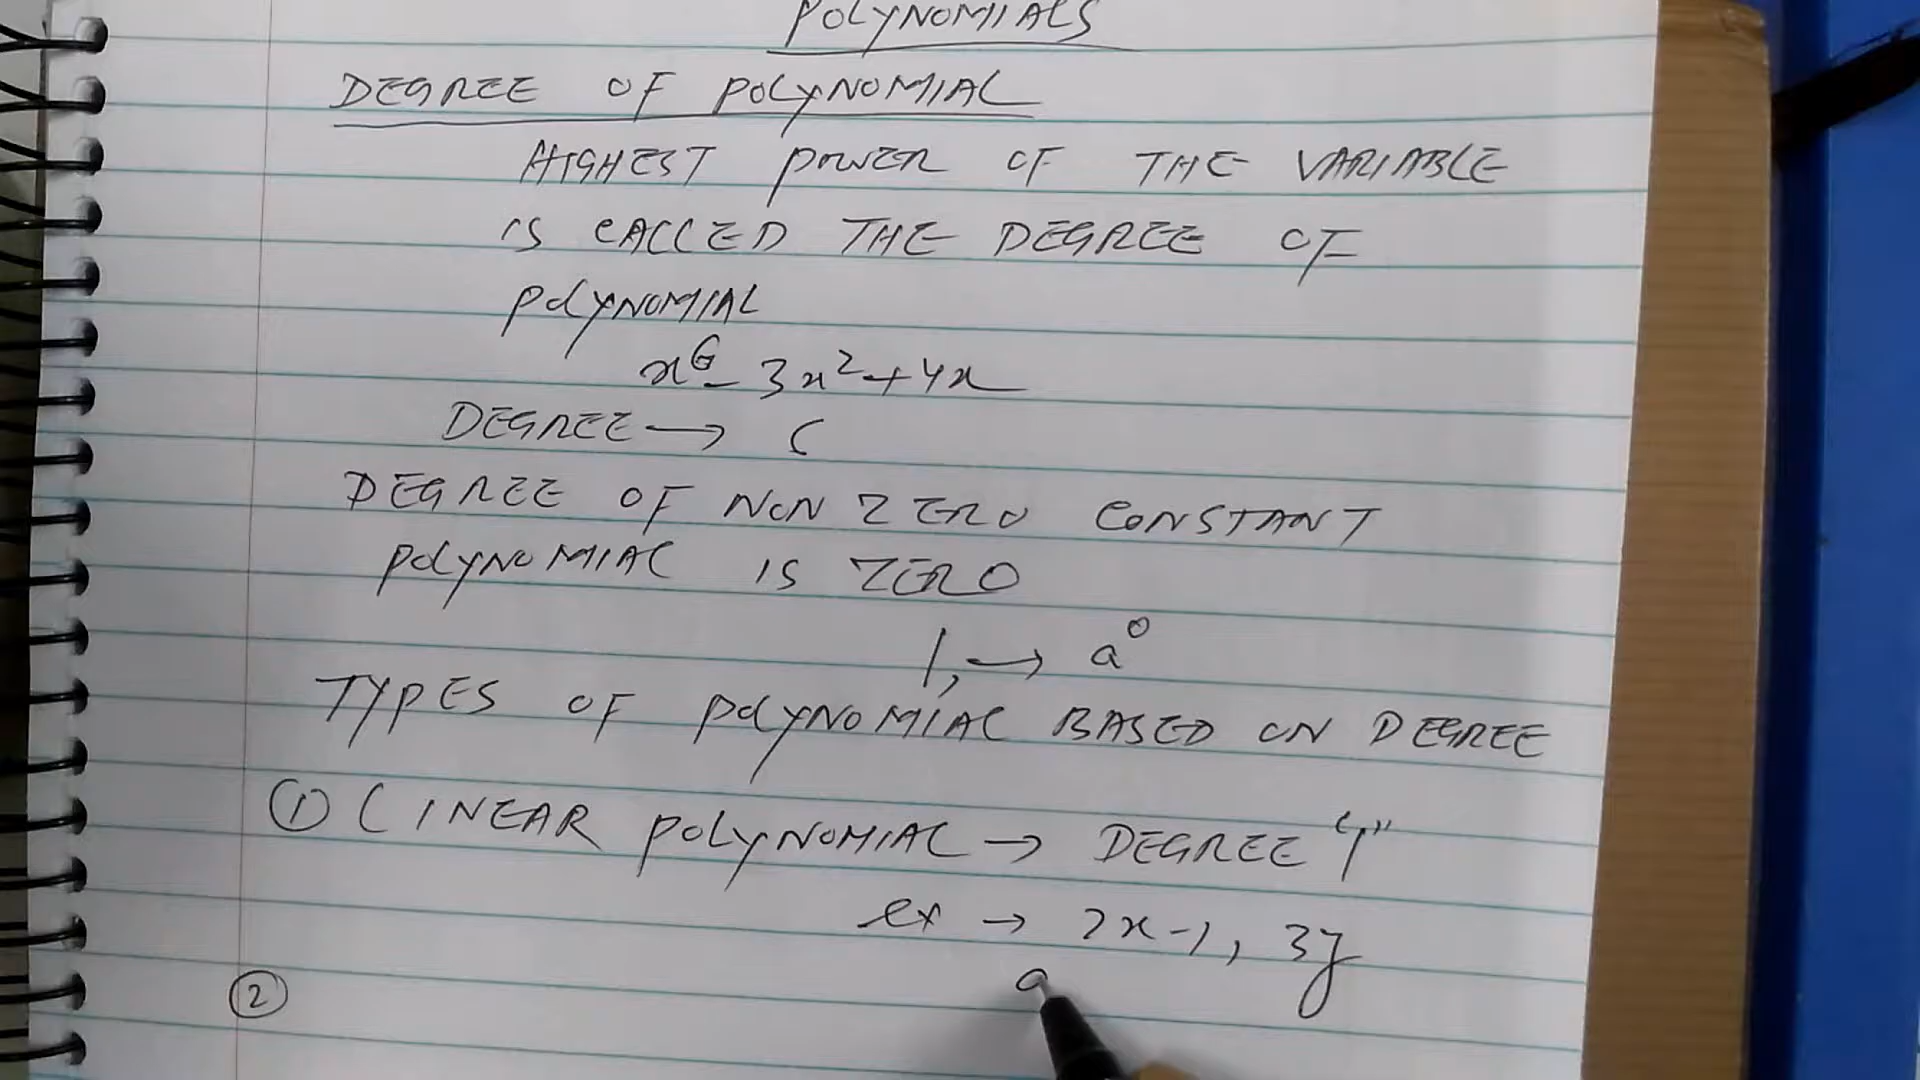 POLYNOMIALS
DEGREE OF POLYNOMIAL
HIGHEST POWER OF THE VARIABLE
IS CALLED THE DEGREE OF
POLYNOMIAL
x⁶ - 3x² + 4x
DEGREE → 6
DEGREE OF NON ZERO CONSTANT
POLYNOMIAL IS ZERO
1, → a⁰
TYPES OF POLYNOMIAL BASED ON DEGREE
① LINEAR POLYNOMIAL → DEGREE "1"
ex → 2x-1, 3y
a
②